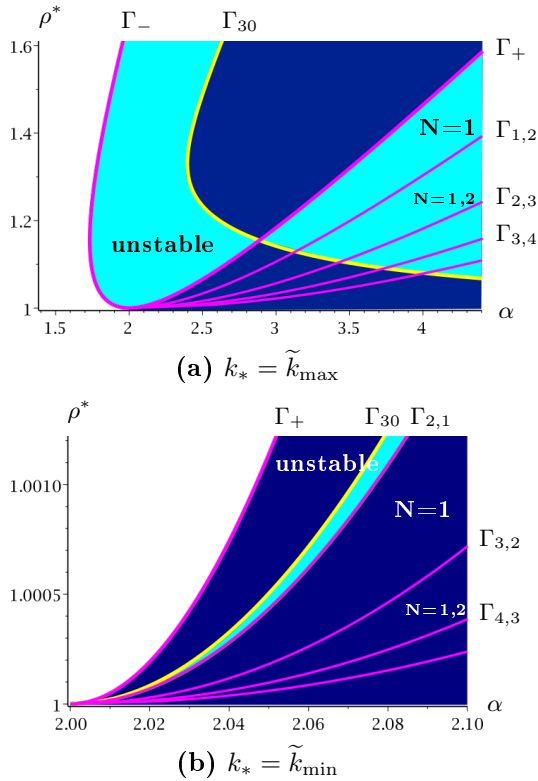 ρ* Γ₋ Γ₃₀
1.6
Γ₊
N=1
1.4
Γ₁,₂
N=1,2
Γ₂,₃
unstable
1.2
Γ₃,₄
1
α
1.5 2 2.5 3 3.5 4
(a) k∗ = k̃max
ρ* Γ₊ Γ₃₀ Γ₂,₁
unstable
1.0010
N=1
Γ₃,₂
1.0005
N=1,2
Γ₄,₃
1
α
2.00 2.02 2.04 2.06 2.08 2.10
(b) k∗ = k̃min